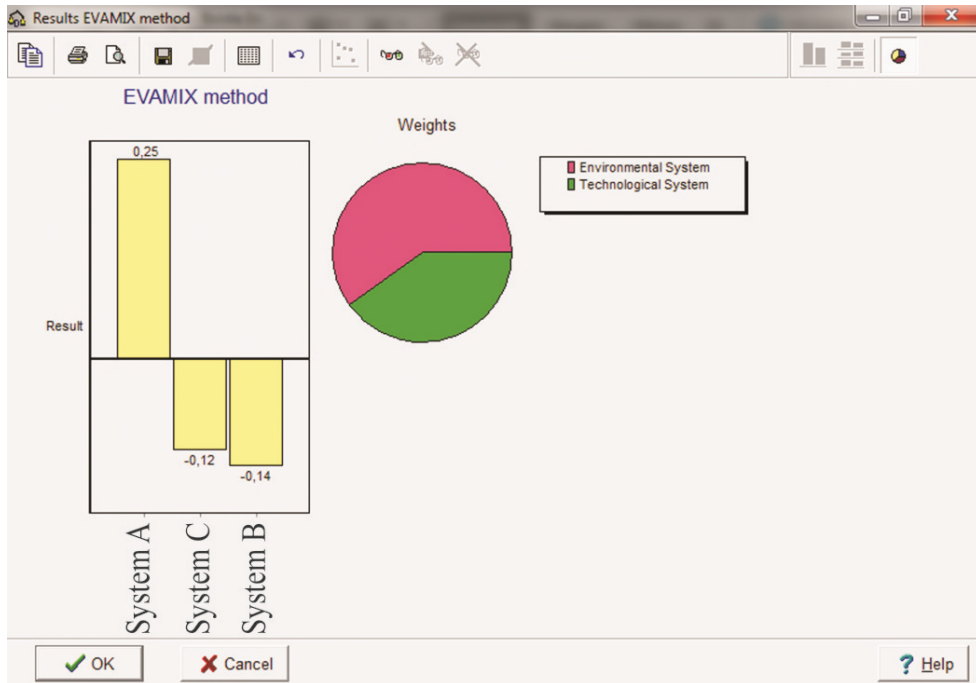 Results EVAMIX method
EVAMIX method
0,25
Result
-0,12
-0,14
System A
System C
System B
Weights
Environmental System
Technological System
OK
Cancel
? Help